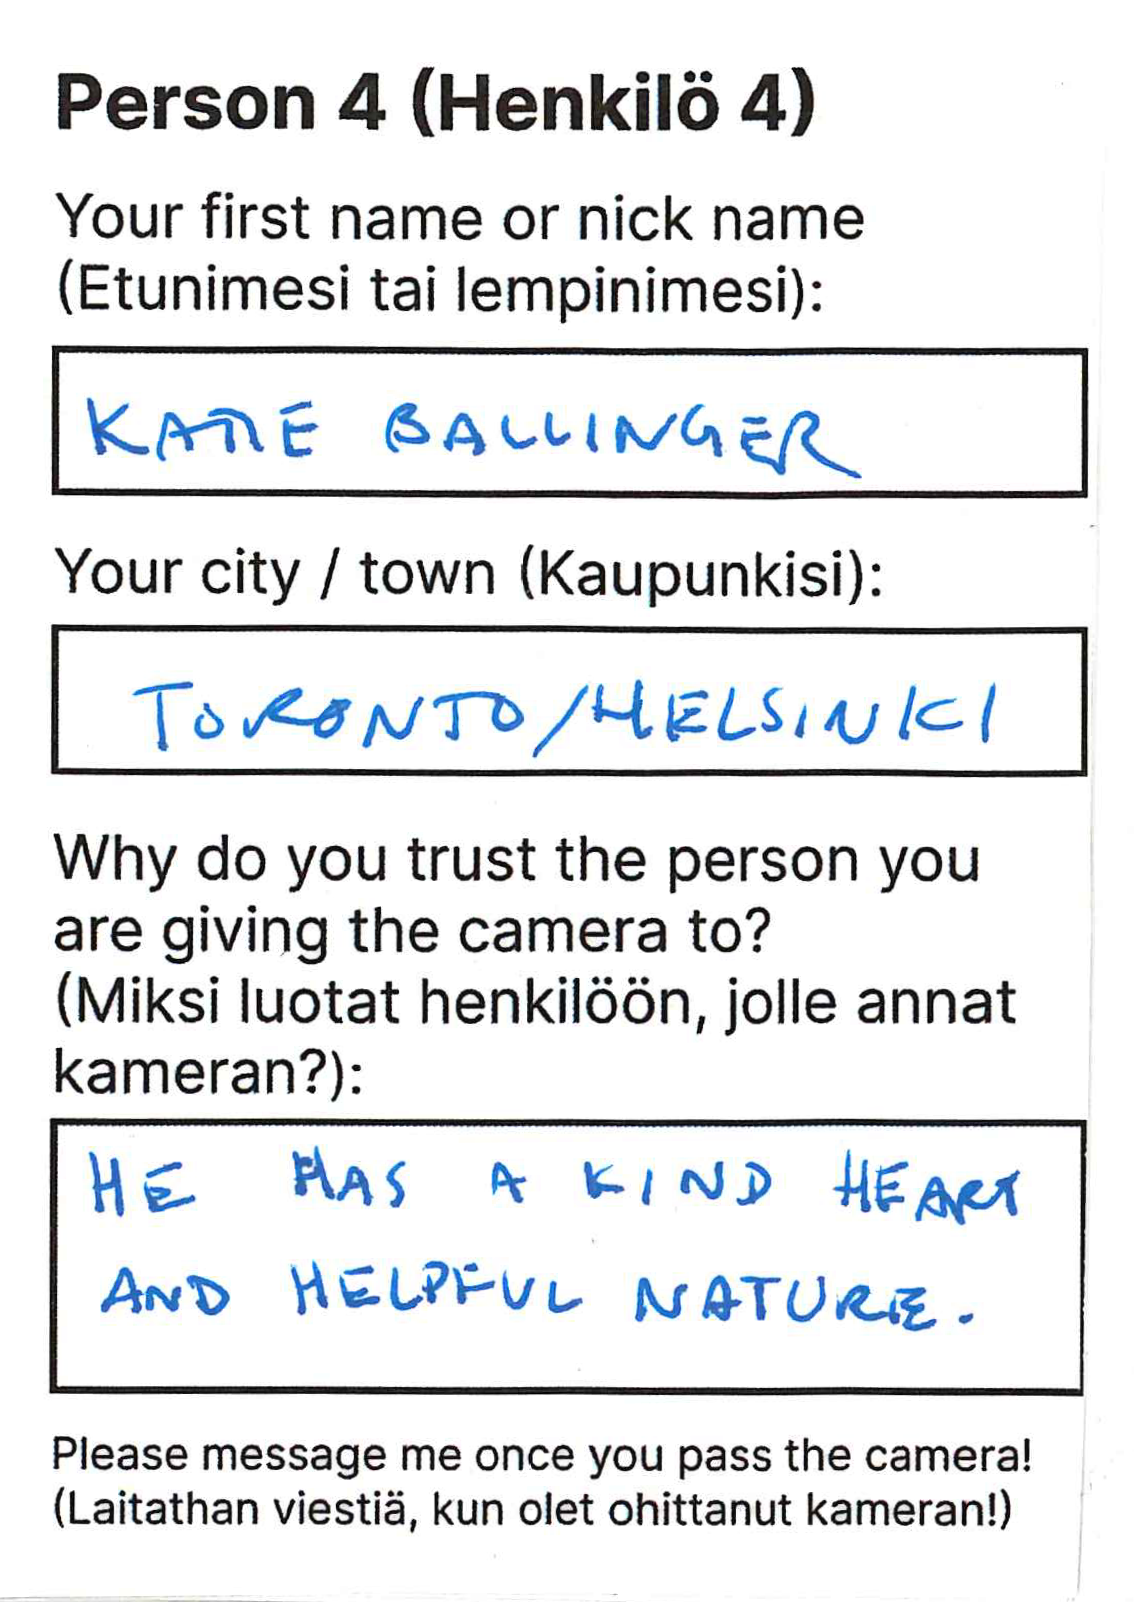 Person 4 (Henkilö 4)
Your first name or nick name
(Etunimesi tai lempinimesi):
KATIE BALLINGER
Your city / town (Kaupunkisi):
TORONTO/HELSINKI
Why do you trust the person you
are giving the camera to?
(Miksi luotat henkilöön, jolle annat
kameran?):
HE HAS A KIND HEART
AND HELPFUL NATURE.
Please message me once you pass the camera!
(Laitathan viestiä, kun olet ohittanut kameran!)